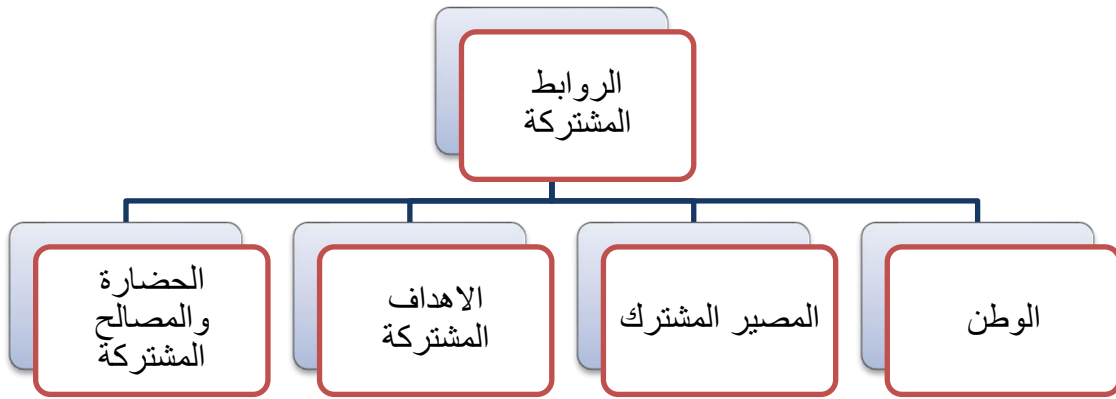 الروابط
المشتركة
الوطن
المصير المشترك
الاهداف
المشتركة
الحضارة
والمصالح
المشتركة